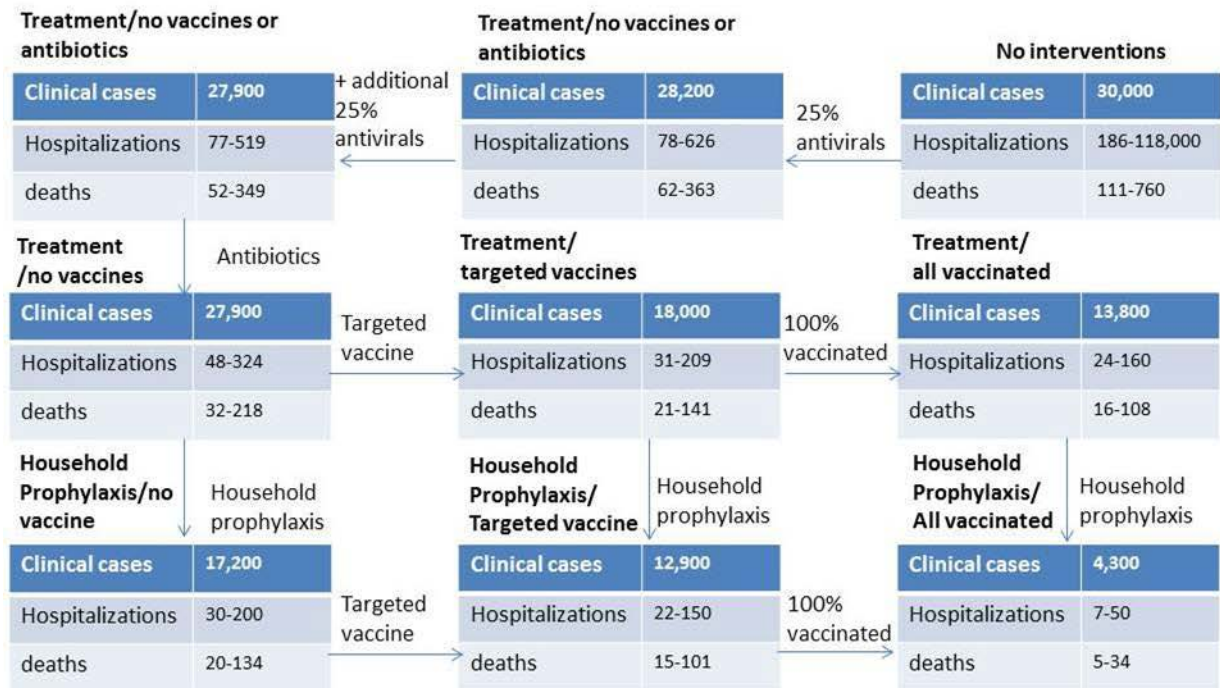 Treatment/no vaccines or
antibiotics
Clinical cases 27,900
Hospitalizations 77-519
deaths 52-349
+ additional
25%
antivirals
Treatment/no vaccines or
antibiotics
Clinical cases 28,200
Hospitalizations 78-626
deaths 62-363
25%
antivirals
No interventions
Clinical cases 30,000
Hospitalizations 186-118,000
deaths 111-760
Antibiotics
Treatment
/no vaccines
Clinical cases 27,900
Hospitalizations 48-324
deaths 32-218
Targeted
vaccine
Treatment/
targeted vaccines
Clinical cases 18,000
Hospitalizations 31-209
deaths 21-141
100%
vaccinated
Treatment/
all vaccinated
Clinical cases 13,800
Hospitalizations 24-160
deaths 16-108
Household
Prophylaxis/no
vaccine
Household
prophylaxis
Clinical cases 17,200
Hospitalizations 30-200
deaths 20-134
Targeted
vaccine
Household
Prophylaxis/
Targeted vaccine
Household
prophylaxis
Clinical cases 12,900
Hospitalizations 22-150
deaths 15-101
100%
vaccinated
Household
Prophylaxis/
All vaccinated
Household
prophylaxis
Clinical cases 4,300
Hospitalizations 7-50
deaths 5-34